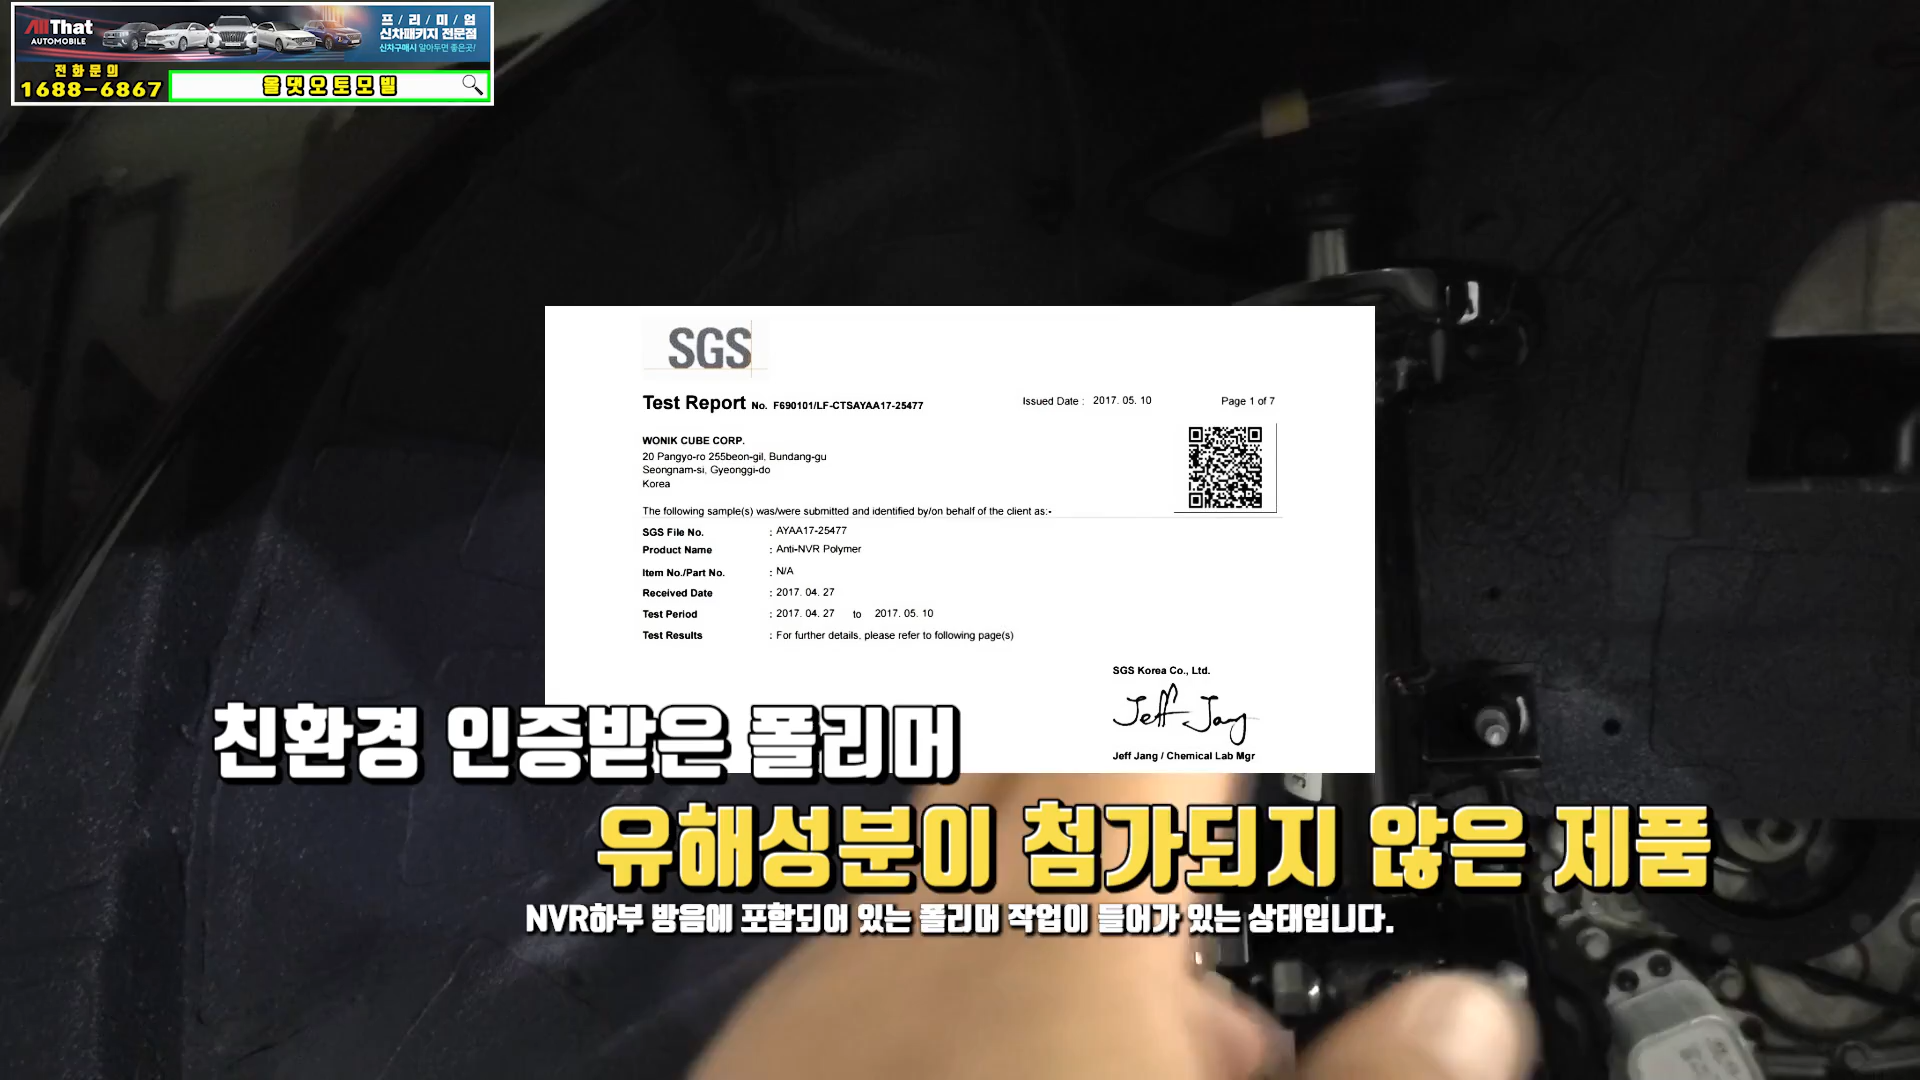 AllThat
AUTOMOBILE
프/리/미/엄
신차패키지 전문점
신차구매시 알아두면 좋은곳!
전화문의
1688-6867
올댓오토모빌
SGS
Test Report No. F690101/LF-CTSAYAA17-25477
Issued Date : 2017. 05. 10
Page 1 of 7
WONIK CUBE CORP.
20 Pangyo-ro 255beon-gil, Bundang-gu
Seongnam-si, Gyeonggi-do
Korea
The following sample(s) was/were submitted and identified by/on behalf of the client as:-
SGS File No. : AYAA17-25477
Product Name : Anti-NVR Polymer
Item No./Part No. : N/A
Received Date : 2017. 04. 27
Test Period : 2017. 04. 27 to 2017. 05. 10
Test Results : For further details, please refer to following page(s)
SGS Korea Co., Ltd.
Jeff Jang
Jeff Jang / Chemical Lab Mgr
친환경 인증받은 폴리머
유해성분이 첨가되지 않은 제품
NVR하부 방음에 포함되어 있는 폴리머 작업이 들어가 있는 상태입니다.